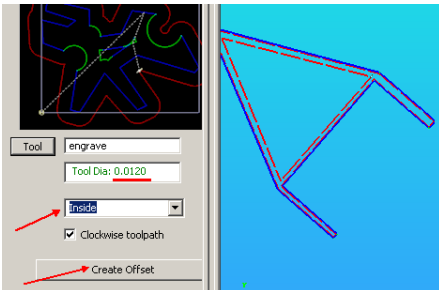 Tool engrave
Tool Dia: 0.0120
Inside
Clockwise toolpath
Create Offset